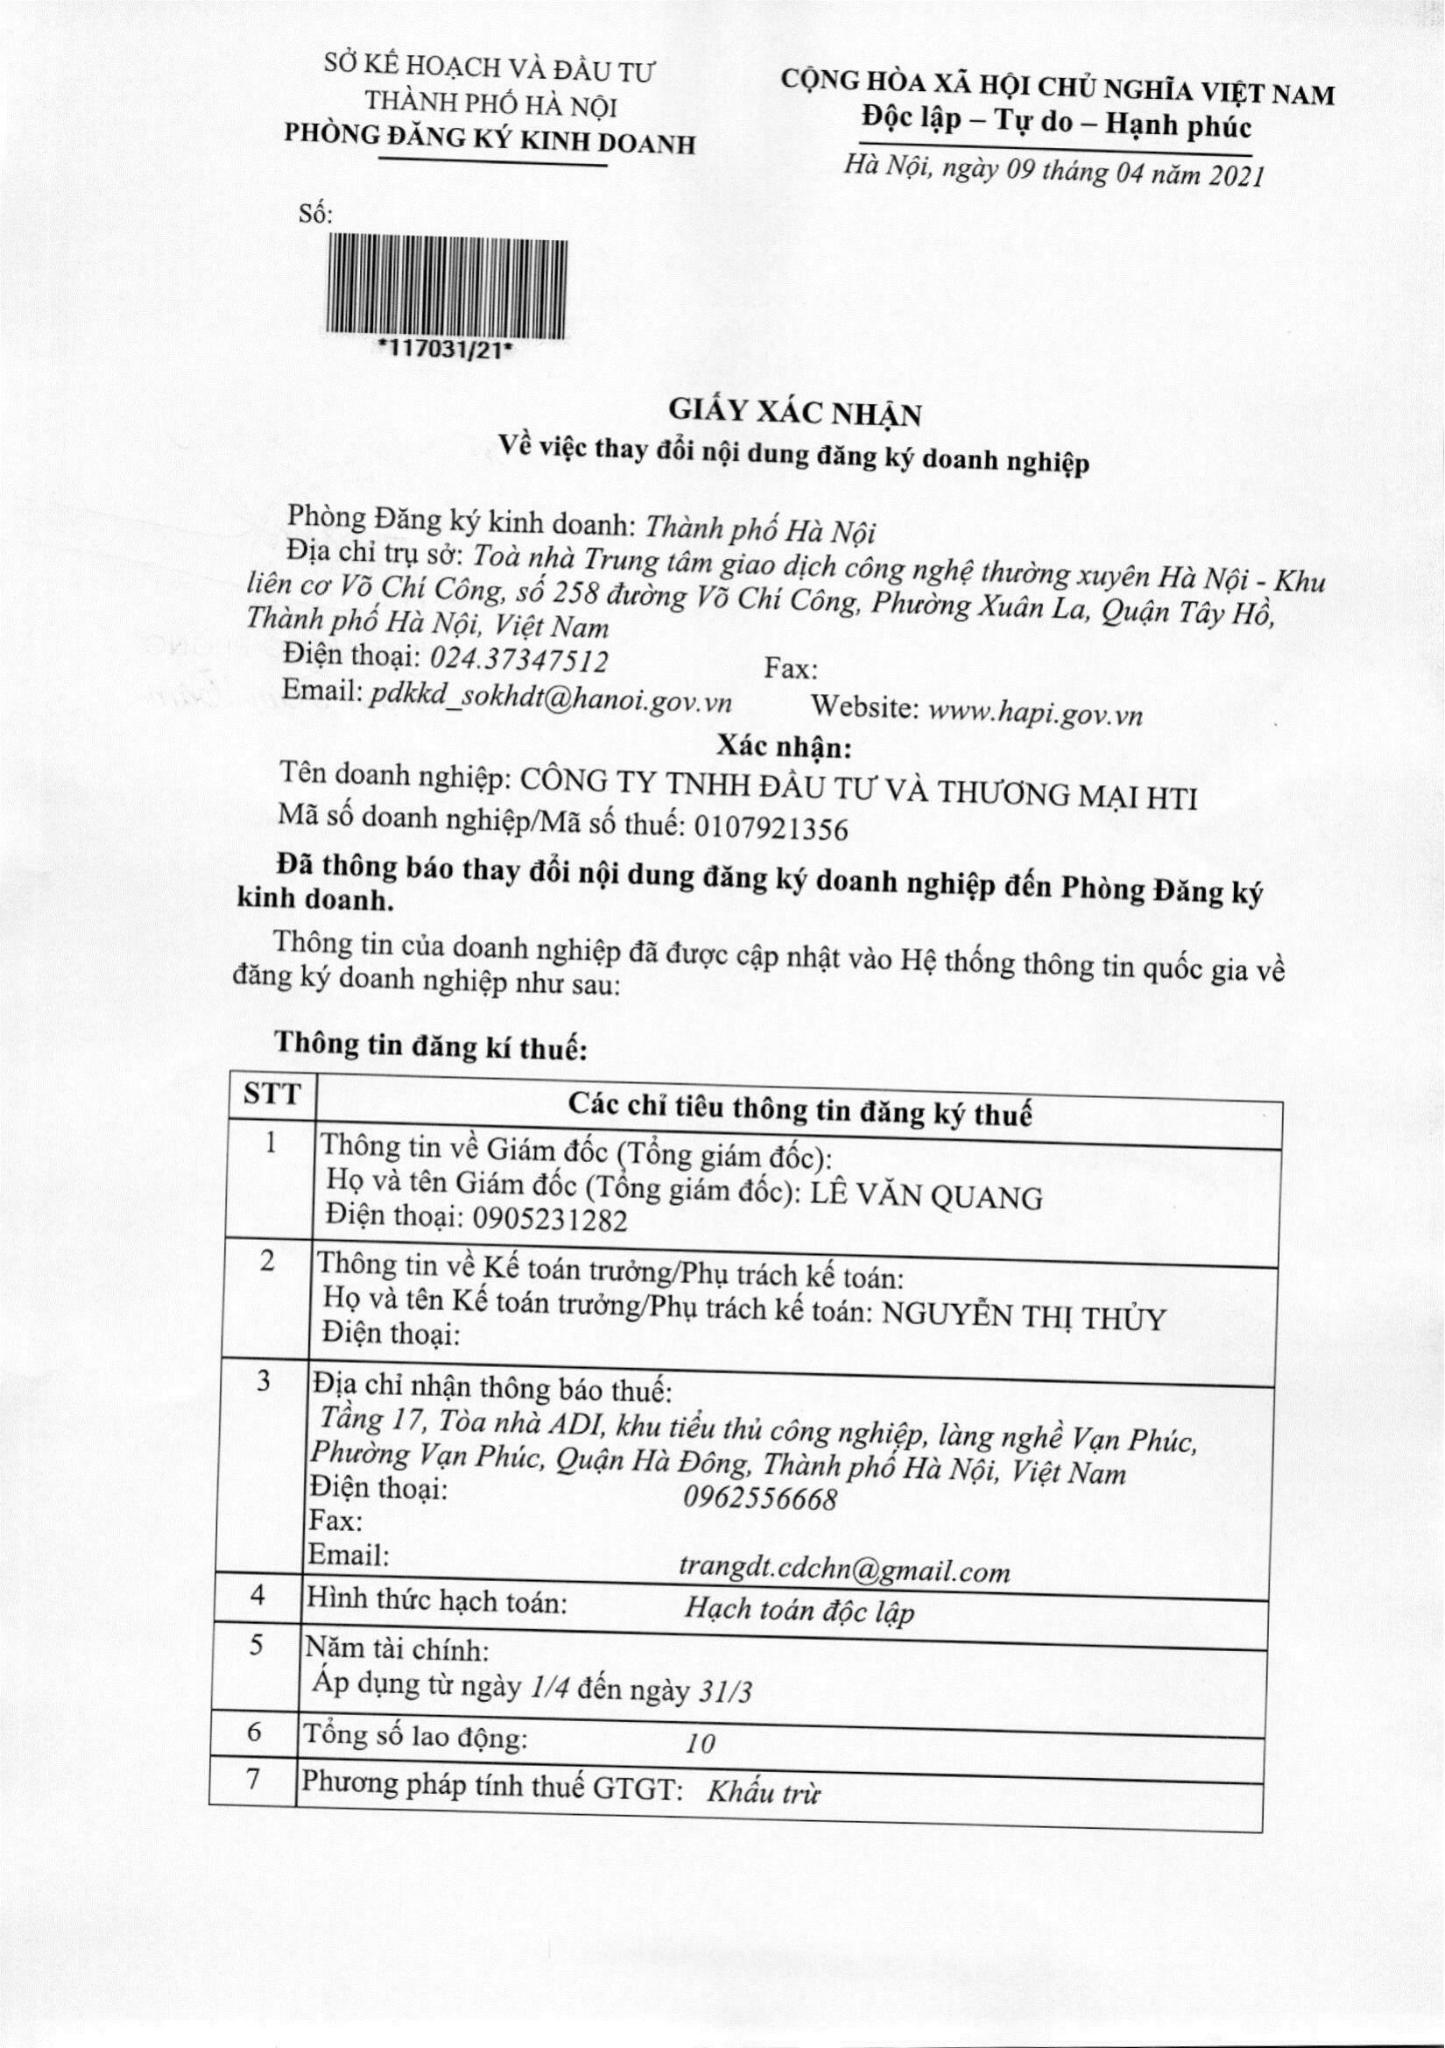 SỞ KẾ HOẠCH VÀ ĐẦU TƯ
THÀNH PHỐ HÀ NỘI
PHÒNG ĐĂNG KÝ KINH DOANH
CỘNG HÒA XÃ HỘI CHỦ NGHĨA VIỆT NAM
Độc lập – Tự do – Hạnh phúc
Hà Nội, ngày 09 tháng 04 năm 2021
Số:
*117031/21*
GIẤY XÁC NHẬN
Về việc thay đổi nội dung đăng ký doanh nghiệp
Phòng Đăng ký kinh doanh: Thành phố Hà Nội
Địa chỉ trụ sở: Toà nhà Trung tâm giao dịch công nghệ thường xuyên Hà Nội - Khu
liên cơ Võ Chí Công, số 258 đường Võ Chí Công, Phường Xuân La, Quận Tây Hồ,
Thành phố Hà Nội, Việt Nam
Điện thoại: 024.37347512 Fax:
Email: pdkkd_sokhdt@hanoi.gov.vn Website: www.hapi.gov.vn
Xác nhận:
Tên doanh nghiệp: CÔNG TY TNHH ĐẦU TƯ VÀ THƯƠNG MẠI HTI
Mã số doanh nghiệp/Mã số thuế: 0107921356
Đã thông báo thay đổi nội dung đăng ký doanh nghiệp đến Phòng Đăng ký
kinh doanh.
Thông tin của doanh nghiệp đã được cập nhật vào Hệ thống thông tin quốc gia về
đăng ký doanh nghiệp như sau:
Thông tin đăng kí thuế:
STT Các chỉ tiêu thông tin đăng ký thuế
1 Thông tin về Giám đốc (Tổng giám đốc):
Họ và tên Giám đốc (Tổng giám đốc): LÊ VĂN QUANG
Điện thoại: 0905231282
2 Thông tin về Kế toán trưởng/Phụ trách kế toán:
Họ và tên Kế toán trưởng/Phụ trách kế toán: NGUYỄN THỊ THỦY
Điện thoại:
3 Địa chỉ nhận thông báo thuế:
Tầng 17, Tòa nhà ADI, khu tiểu thủ công nghiệp, làng nghề Vạn Phúc,
Phường Vạn Phúc, Quận Hà Đông, Thành phố Hà Nội, Việt Nam
Điện thoại: 0962556668
Fax:
Email: trangdt.cdchn@gmail.com
4 Hình thức hạch toán: Hạch toán độc lập
5 Năm tài chính:
Áp dụng từ ngày 1/4 đến ngày 31/3
6 Tổng số lao động: 10
7 Phương pháp tính thuế GTGT: Khấu trừ